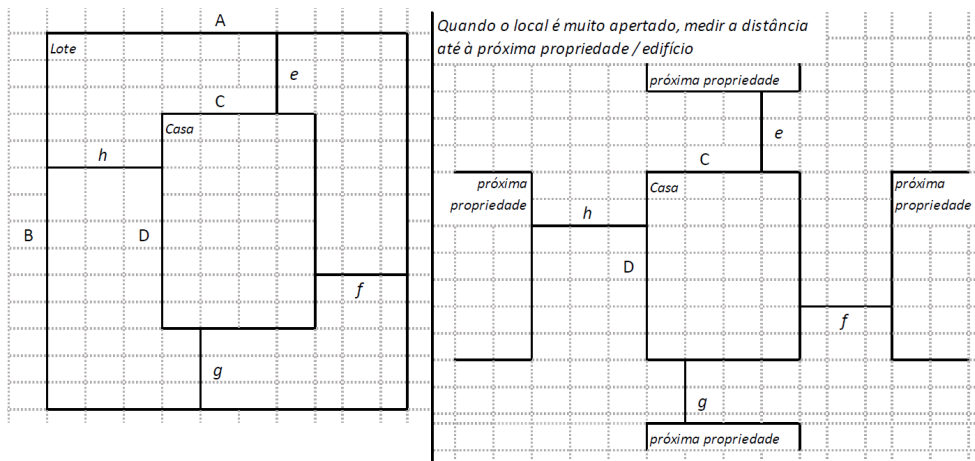 A
Lote
e
C
Casa
h
B
D
f
g
Quando o local é muito apertado, medir a distância
até à próxima propriedade / edifício
próxima propriedade
e
C
próxima
propriedade
Casa
próxima
propriedade
h
D
f
g
próxima propriedade